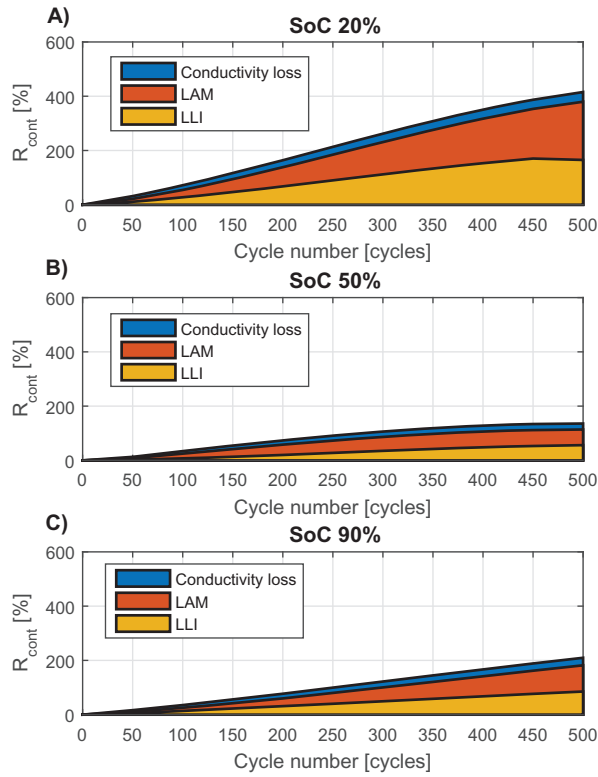 A)
SoC 20%
600
400
200
0
R_cont [%]
Conductivity loss
LAM
LLI
0 50 100 150 200 250 300 350 400 450 500
Cycle number [cycles]
B)
SoC 50%
600
400
200
0
R_cont [%]
Conductivity loss
LAM
LLI
0 50 100 150 200 250 300 350 400 450 500
Cycle number [cycles]
C)
SoC 90%
600
400
200
0
R_cont [%]
Conductivity loss
LAM
LLI
0 50 100 150 200 250 300 350 400 450 500
Cycle number [cycles]